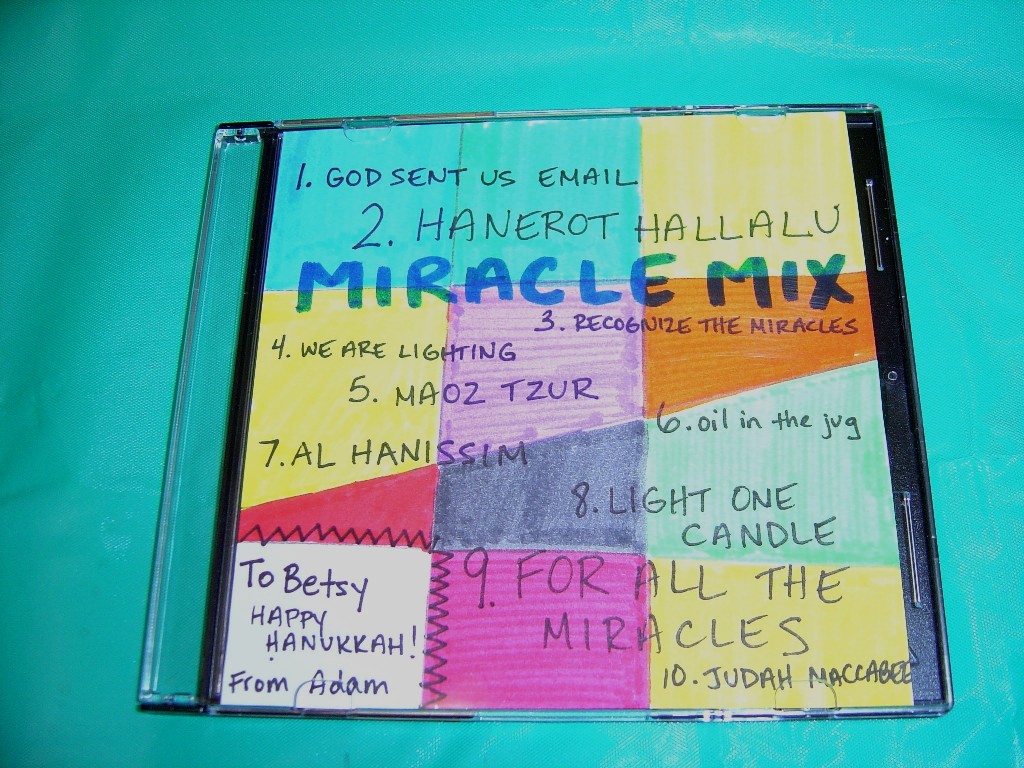 1. GOD SENT US EMAIL
2. HANEROT HALLALU
MIRACLE MIX
3. RECOGNIZE THE MIRACLES
4. WE ARE LIGHTING
5. MAOZ TZUR
6. oil in the jug
7. AL HANISSIM
8. LIGHT ONE
CANDLE
9. FOR ALL THE
MIRACLES
10. JUDAH MACCABEE
To Betsy
HAPPY
HANUKKAH!
From Adam